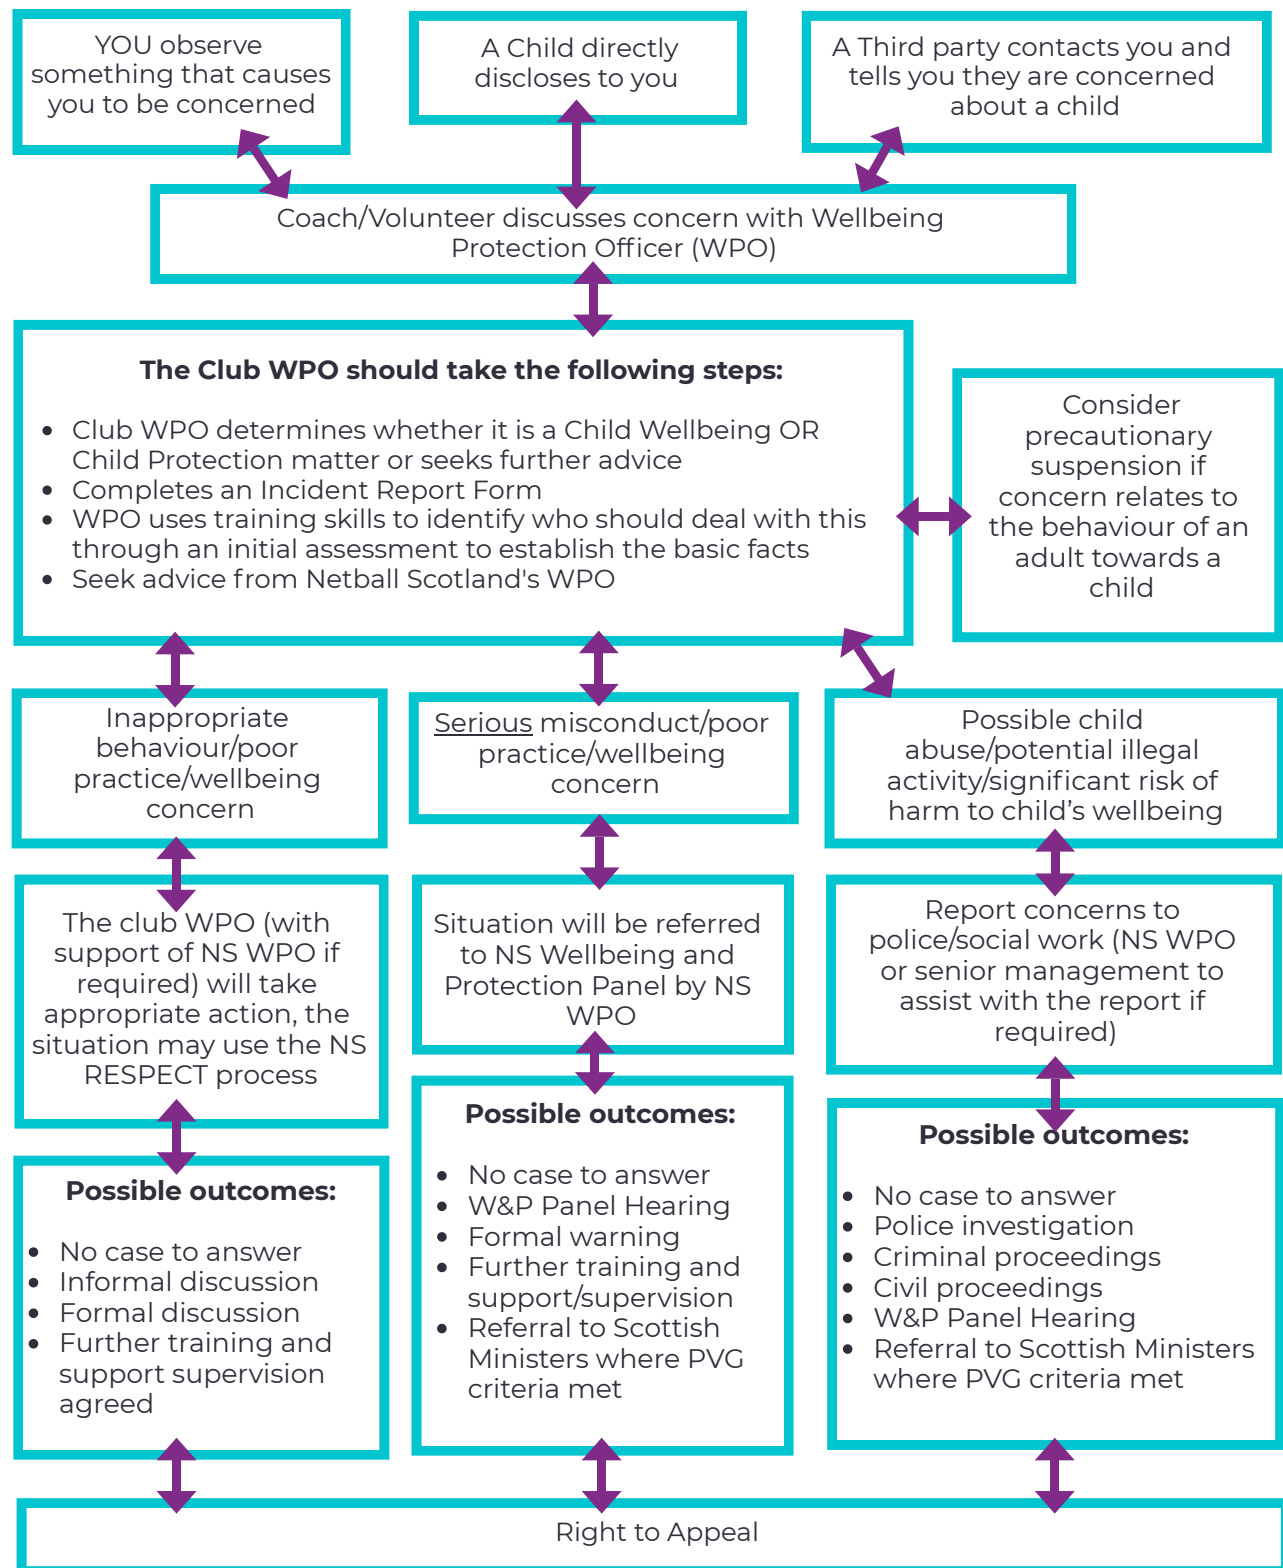 YOU observe
something that causes
you to be concerned
A Child directly
discloses to you
A Third party contacts you and
tells you they are concerned
about a child
Coach/Volunteer discusses concern with Wellbeing
Protection Officer (WPO)
The Club WPO should take the following steps:
• Club WPO determines whether it is a Child Wellbeing OR
Child Protection matter or seeks further advice
• Completes an Incident Report Form
• WPO uses training skills to identify who should deal with this
through an initial assessment to establish the basic facts
• Seek advice from Netball Scotland's WPO
Consider
precautionary
suspension if
concern relates to
the behaviour of an
adult towards a
child
Inappropriate
behaviour/poor
practice/wellbeing
concern
Serious misconduct/poor
practice/wellbeing
concern
Possible child
abuse/potential illegal
activity/significant risk of
harm to child’s wellbeing
The club WPO (with
support of NS WPO if
required) will take
appropriate action, the
situation may use the NS
RESPECT process
Situation will be referred
to NS Wellbeing and
Protection Panel by NS
WPO
Report concerns to
police/social work (NS WPO
or senior management to
assist with the report if
required)
Possible outcomes:
• No case to answer
• Informal discussion
• Formal discussion
• Further training and
support supervision
agreed
Possible outcomes:
• No case to answer
• W&P Panel Hearing
• Formal warning
• Further training and
support/supervision
• Referral to Scottish
Ministers where PVG
criteria met
Possible outcomes:
• No case to answer
• Police investigation
• Criminal proceedings
• Civil proceedings
• W&P Panel Hearing
• Referral to Scottish Ministers
where PVG criteria met
Right to Appeal